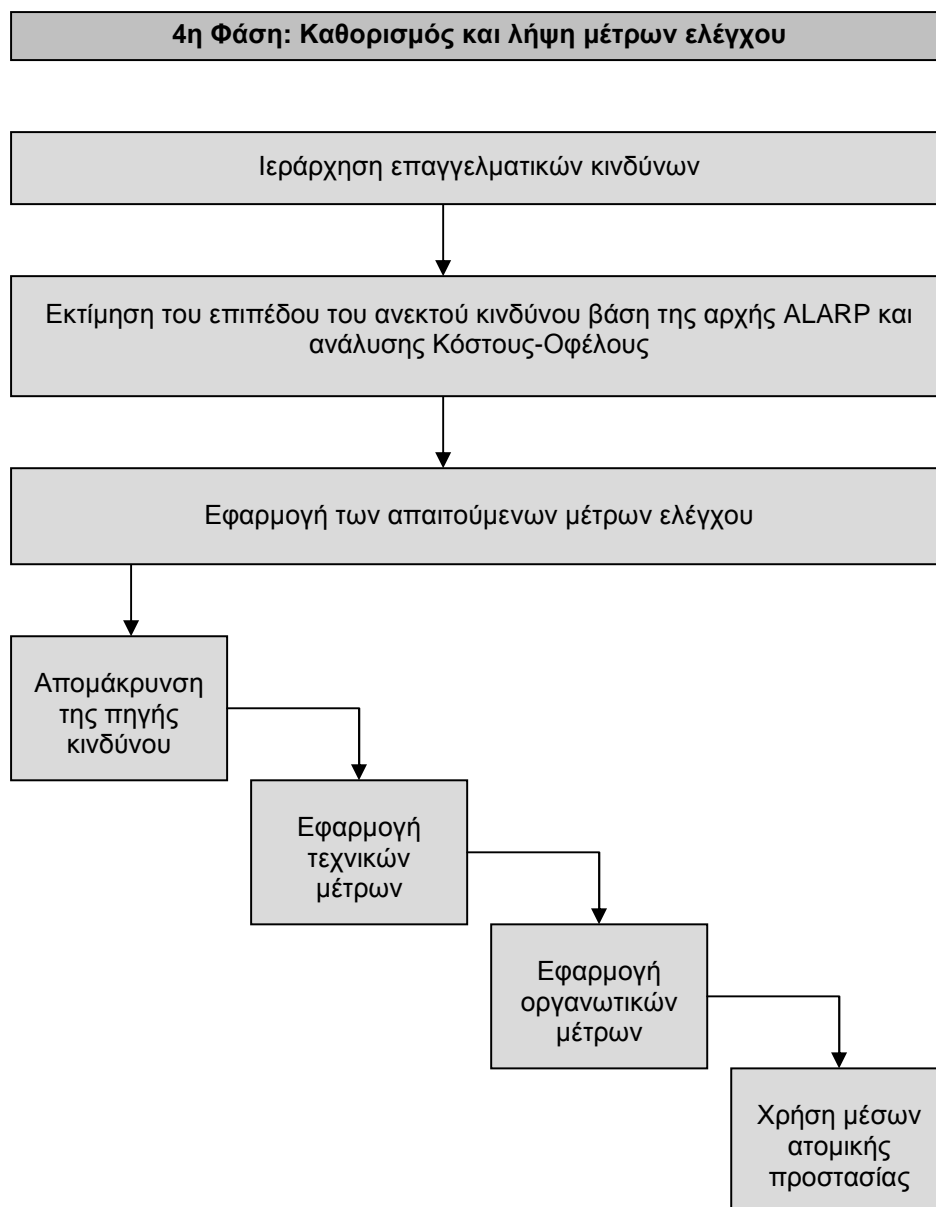 4η Φάση: Καθορισμός και λήψη μέτρων ελέγχου
Ιεράρχηση επαγγελματικών κινδύνων
Εκτίμηση του επιπέδου του ανεκτού κινδύνου βάση της αρχής ALARP και
ανάλυσης Κόστους-Οφέλους
Εφαρμογή των απαιτούμενων μέτρων ελέγχου
Απομάκρυνση
της πηγής
κινδύνου
Εφαρμογή
τεχνικών
μέτρων
Εφαρμογή
οργανωτικών
μέτρων
Χρήση μέσων
ατομικής
προστασίας